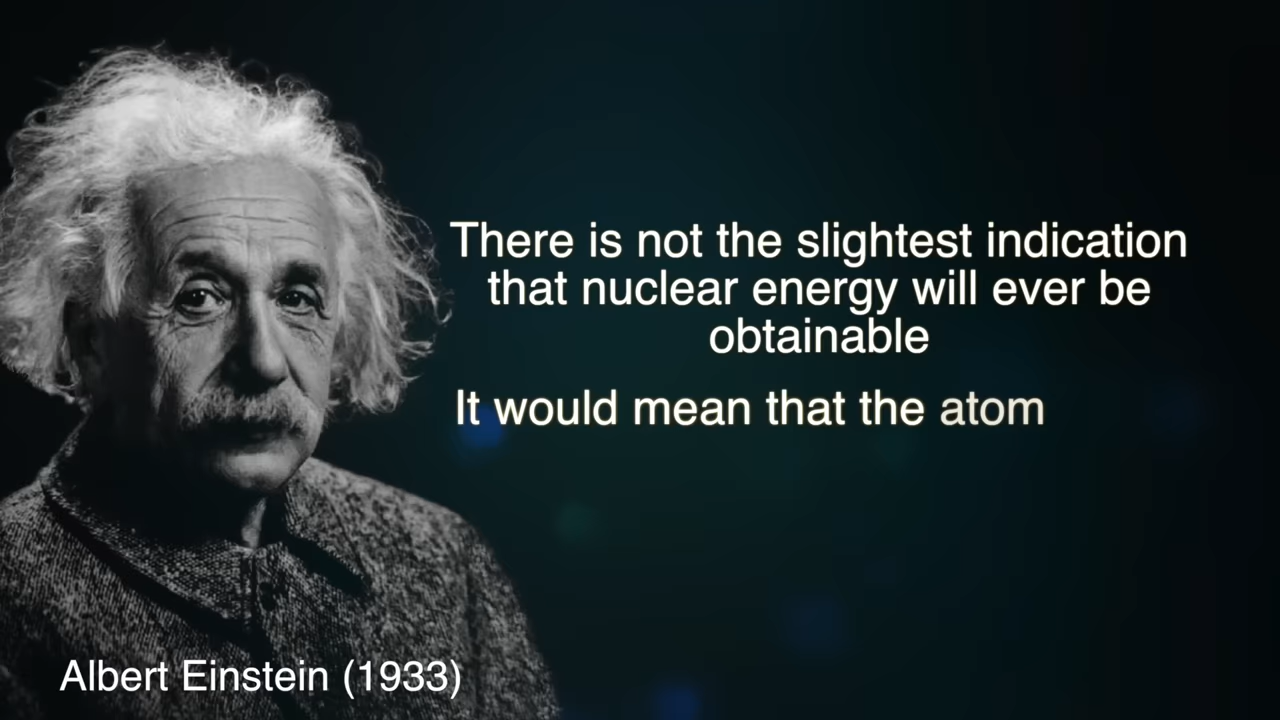 There is not the slightest indication
that nuclear energy will ever be
obtainable
It would mean that the atom
Albert Einstein (1933)